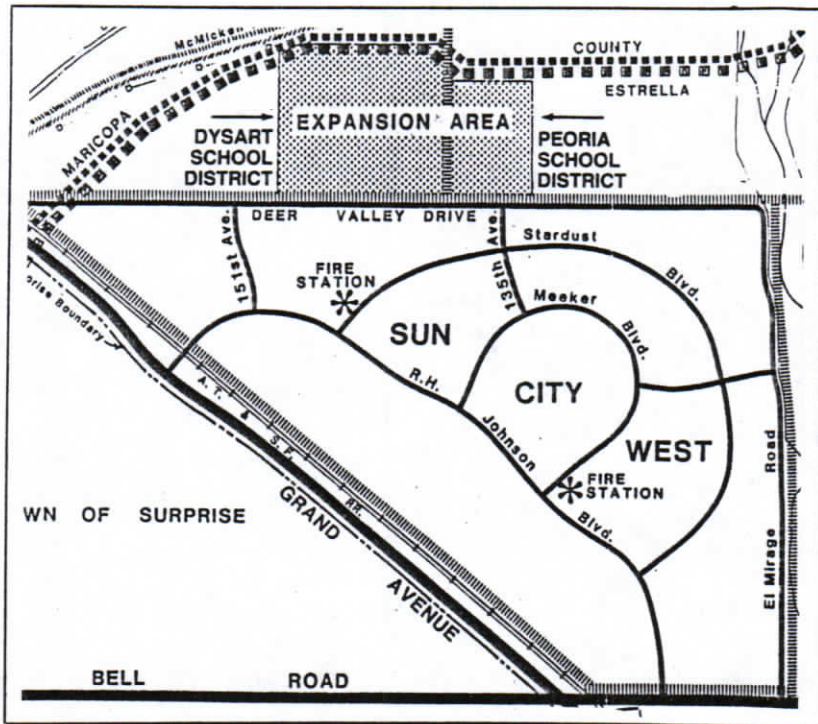 McMicken
COUNTY
ESTRELLA
MARICOPA
EXPANSION AREA
DYSART
SCHOOL
DISTRICT
PEORIA
SCHOOL
DISTRICT
DEER VALLEY DRIVE
151st Ave.
135th Ave.
Stardust
Blvd.
FIRE
STATION
Meeker
Blvd.
SUN
R.H.
CITY
Johnson
WEST
Blvd.
FIRE
STATION
El Mirage Road
Boundary
A. T. & S. F. RR.
GRAND
AVENUE
WN OF SURPRISE
BELL ROAD